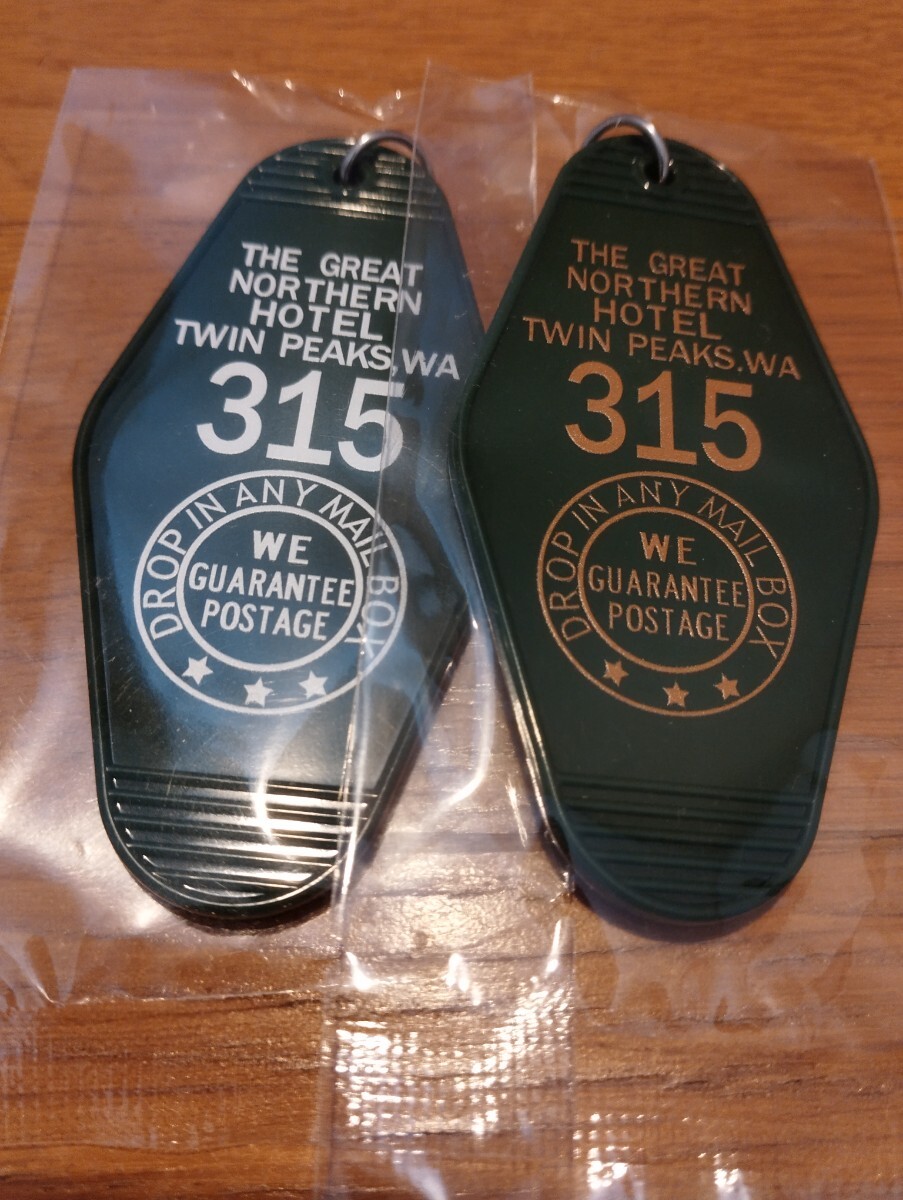 THE GREAT
NORTHERN
HOTEL
TWIN PEAKS,WA
315
DROP IN ANY MAIL BOX
WE
GUARANTEE
POSTAGE
THE GREAT
NORTHERN
HOTEL
TWIN PEAKS.WA
315
DROP IN ANY MAIL BOX
WE
GUARANTEE
POSTAGE